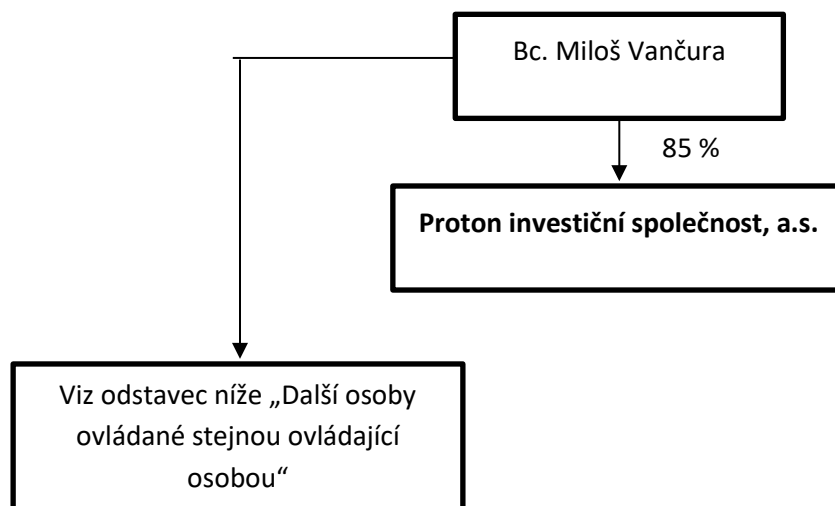 Bc. Miloš Vančura
85 %
Proton investiční společnost, a.s.
Viz odstavec níže „Další osoby
ovládané stejnou ovládající
osobou“